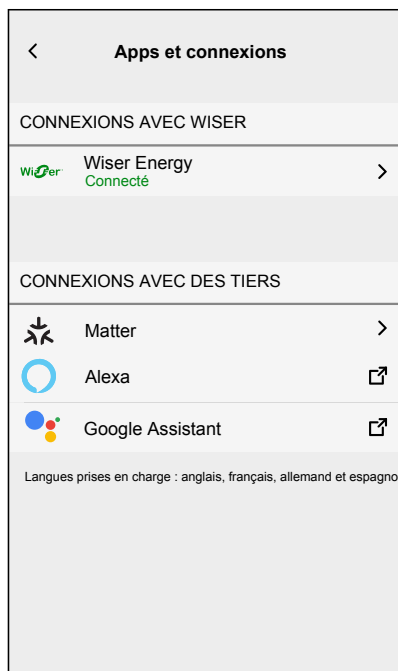 Apps et connexions
CONNEXIONS AVEC WISER
Wiser
Wiser Energy
Connecté
CONNEXIONS AVEC DES TIERS
Matter
Alexa
Google Assistant
Langues prises en charge : anglais, français, allemand et espagno